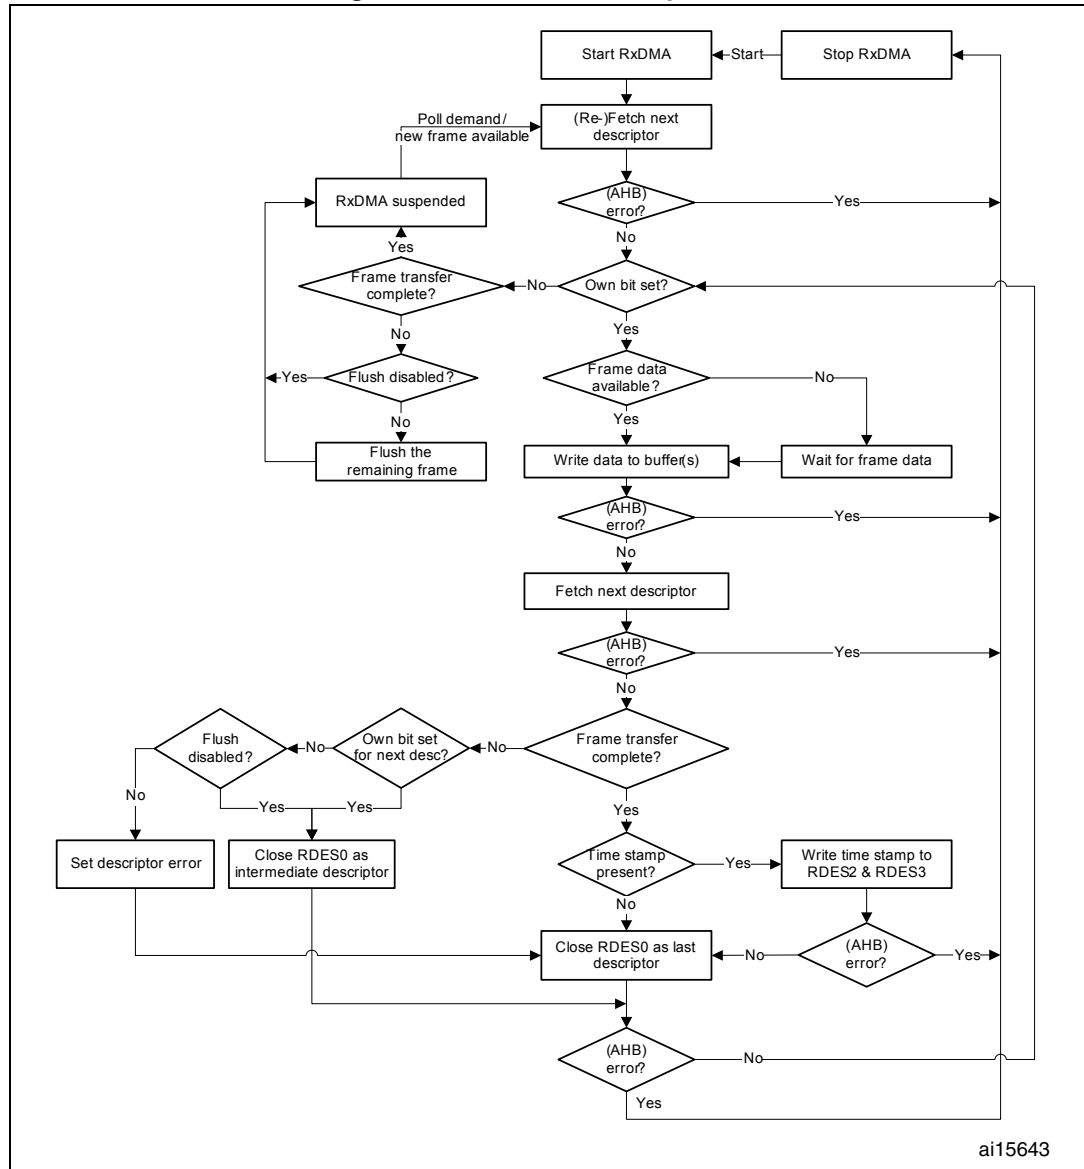 Start RxDMA
Start
Stop RxDMA
Poll demand/
new frame available
(Re-)Fetch next
descriptor
RxDMA suspended
(AHB)
error?
Yes
No
Yes
Frame transfer
complete?
No
Own bit set?
No
Yes
Yes
Flush disabled?
Frame data
available?
No
No
Yes
Flush the
remaining frame
Write data to buffer(s)
Wait for frame data
(AHB)
error?
Yes
No
Fetch next descriptor
(AHB)
error?
Yes
No
Flush
disabled?
No
Own bit set
for next desc?
No
Frame transfer
complete?
No
Yes
Yes
Yes
Set descriptor error
Close RDES0 as
intermediate descriptor
Time stamp
present?
Yes
Write time stamp to
RDES2 & RDES3
No
Close RDES0 as last
descriptor
No
(AHB)
error?
Yes
(AHB)
error?
No
Yes
ai15643